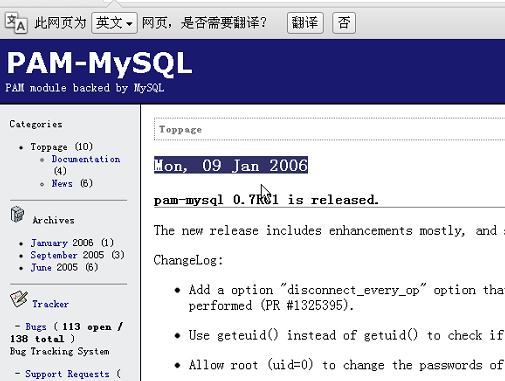 此网页为 英文 网页，是否需要翻译？ 翻译 否
PAM-MySQL
PAM module backed by MySQL
Categories
Toppage (10)
Documentation
(4)
News (6)
Archives
January 2006 (1)
September 2005 (3)
June 2005 (6)
Tracker
- Bugs ( 113 open /
138 total )
Bug Tracking System
- Support Requests (
Toppage
Mon, 09 Jan 2006
pam-mysql 0.7RC1 is released.
The new release includes enhancements mostly, and
ChangeLog:
Add a option "disconnect_every_op" option
performed (PR #1325395).
Use geteuid() instead of getuid() to check if
Allow root (uid=0) to change the passwords of